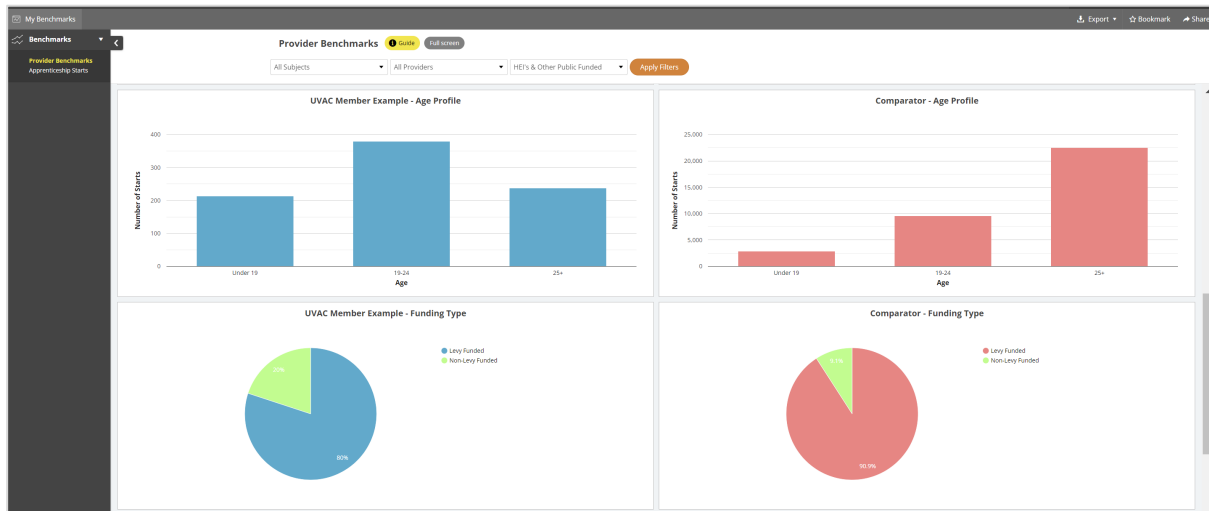 My Benchmarks
Export
Bookmark
Share
Benchmarks
Provider Benchmarks
Apprenticeship Starts
Provider Benchmarks
Guide
Full screen
All Subjects
All Providers
HEI's & Other Public Funded
Apply Filters
UVAC Member Example - Age Profile
Number of Starts
400
300
200
100
0
Under 19
19-24
25+
Age
Comparator - Age Profile
Number of Starts
25,000
20,000
15,000
10,000
5,000
0
Under 19
19-24
25+
Age
UVAC Member Example - Funding Type
20%
80%
Levy Funded
Non-Levy Funded
Comparator - Funding Type
9.1%
90.9%
Levy Funded
Non-Levy Funded